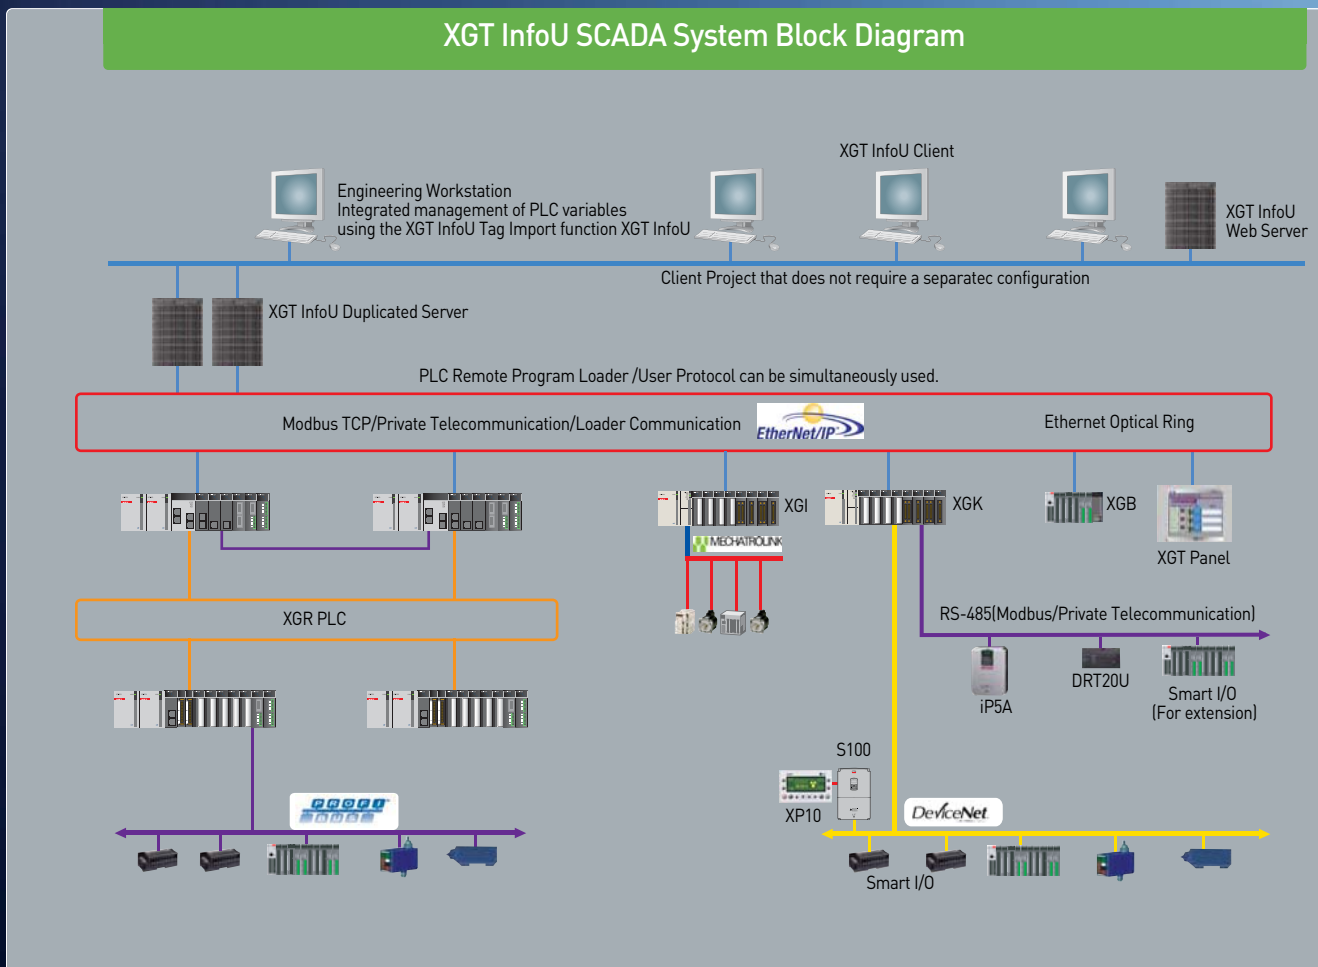 XGT InfoU SCADA System Block Diagram
XGT InfoU Client
Engineering Workstation
Integrated management of PLC variables
using the XGT InfoU Tag Import function XGT InfoU
XGT InfoU
Web Server
Client Project that does not require a separatec configuration
XGT InfoU Duplicated Server
PLC Remote Program Loader /User Protocol can be simultaneously used.
Modbus TCP/Private Telecommunication/Loader Communication
EtherNet/IP
Ethernet Optical Ring
XGI
XGK
XGB
XGT Panel
MECHATROLINK
XGR PLC
RS-485(Modbus/Private Telecommunication)
iP5A
DRT20U
Smart I/O
(For extension)
S100
XP10
PROFI
BUS
DeviceNet
Smart I/O